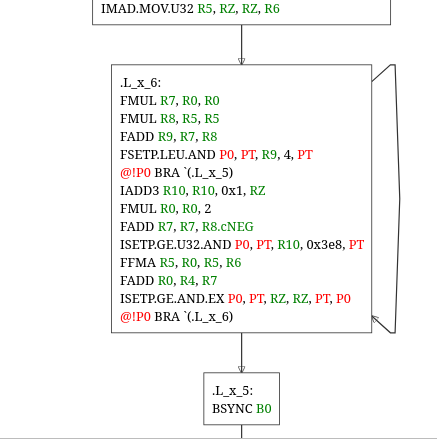 IMAD.MOV.U32 R5, RZ, RZ, R6
.L_x_6:
FMUL R7, R0, R0
FMUL R8, R5, R5
FADD R9, R7, R8
FSETP.LEU.AND P0, PT, R9, 4, PT
@!P0 BRA `(.L_x_5)
IADD3 R10, R10, 0x1, RZ
FMUL R0, R0, 2
FADD R7, R7, R8.cNEG
ISETP.GE.U32.AND P0, PT, R10, 0x3e8, PT
FFMA R5, R0, R5, R6
FADD R0, R4, R7
ISETP.GE.AND.EX P0, PT, RZ, RZ, PT, P0
@!P0 BRA `(.L_x_6)
.L_x_5:
BSYNC B0